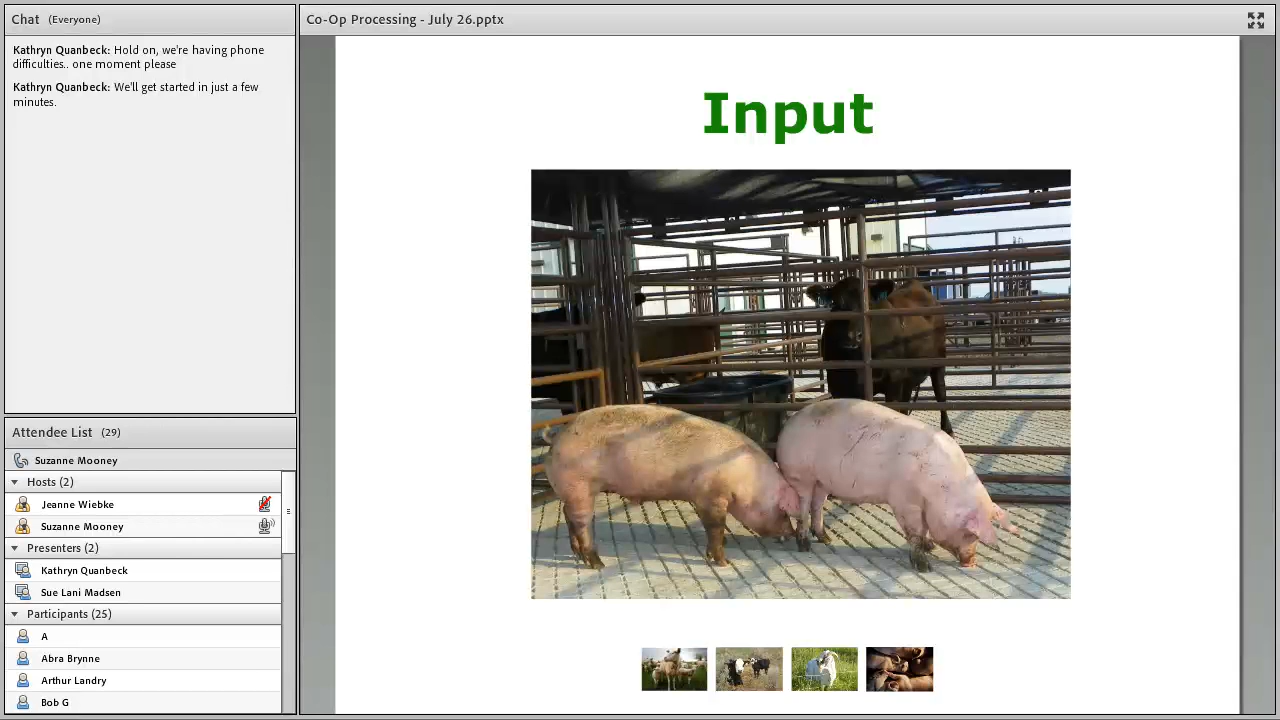 Chat (Everyone)
Kathryn Quanbeck: Hold on, we're having phone
difficulties.. one moment please
Kathryn Quanbeck: We'll get started in just a few
minutes.
Attendee List (29)
Suzanne Mooney
Hosts (2)
Jeanne Wiebke
Suzanne Mooney
Presenters (2)
Kathryn Quanbeck
Sue Lani Madsen
Participants (25)
A
Abra Brynne
Arthur Landry
Bob G
Co-Op Processing - July 26.pptx
Input